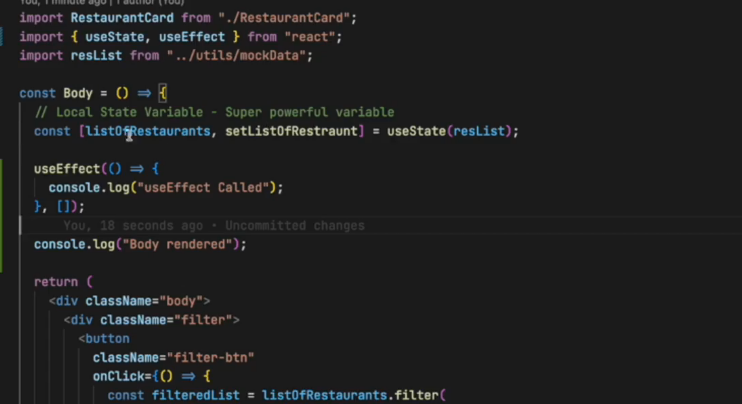 You, 1 minute ago | 1 author (You)
import RestaurantCard from "./RestaurantCard";
import { useState, useEffect } from "react";
import resList from "../utils/mockData";
const Body = () => {
// Local State Variable - Super powerful variable
const [listOfRestaurants, setListOfRestraunt] = useState(resList);
useEffect(() => {
console.log("useEffect Called");
}, []);
You, 18 seconds ago • Uncommitted changes
console.log("Body rendered");
return (
<div className="body">
<div className="filter">
<button
className="filter-btn"
onClick={() => {
const filteredList = listOfRestaurants.filter(